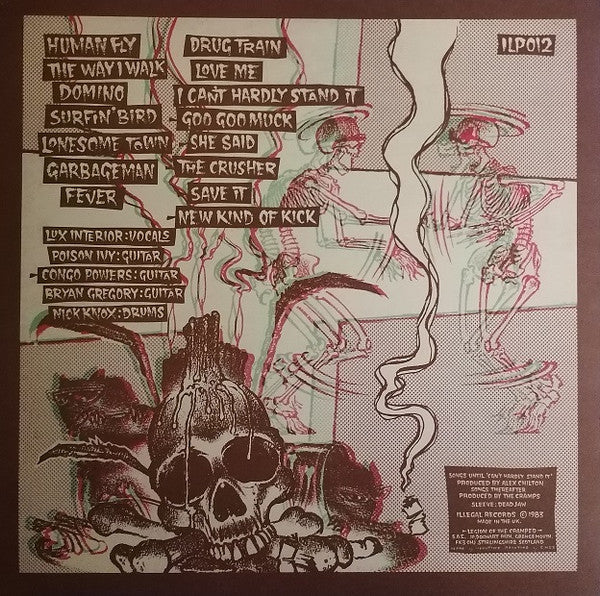 HUMAN FLY
THE WAY I WALK
DOMINO
SURFIN' BIRD
LONESOME TOWN
GARBAGEMAN
FEVER
DRUG TRAIN
LOVE ME
I CAN'T HARDLY STAND IT
GOO GOO MUCK
SHE SAID
THE CRUSHER
SAVE IT
NEW KIND OF KICK
ILP012
LUX INTERIOR: VOCALS
POISON IVY: GUITAR
CONGO POWERS: GUITAR
BRYAN GREGORY: GUITAR
NICK KNOX: DRUMS
SONGS UNTIL "CAN'T HARDLY STAND IT"
PRODUCED BY ALEX CHILTON
SONGS THEREAFTER
PRODUCED BY THE CRAMPS
SLEEVE: DEADJAW
ILLEGAL RECORDS © 1983
MADE IN THE U.K.
LEGION OF THE CRAMPED
GRANGEMOUTH,
STIRLINGSHIRE SCOTLAND